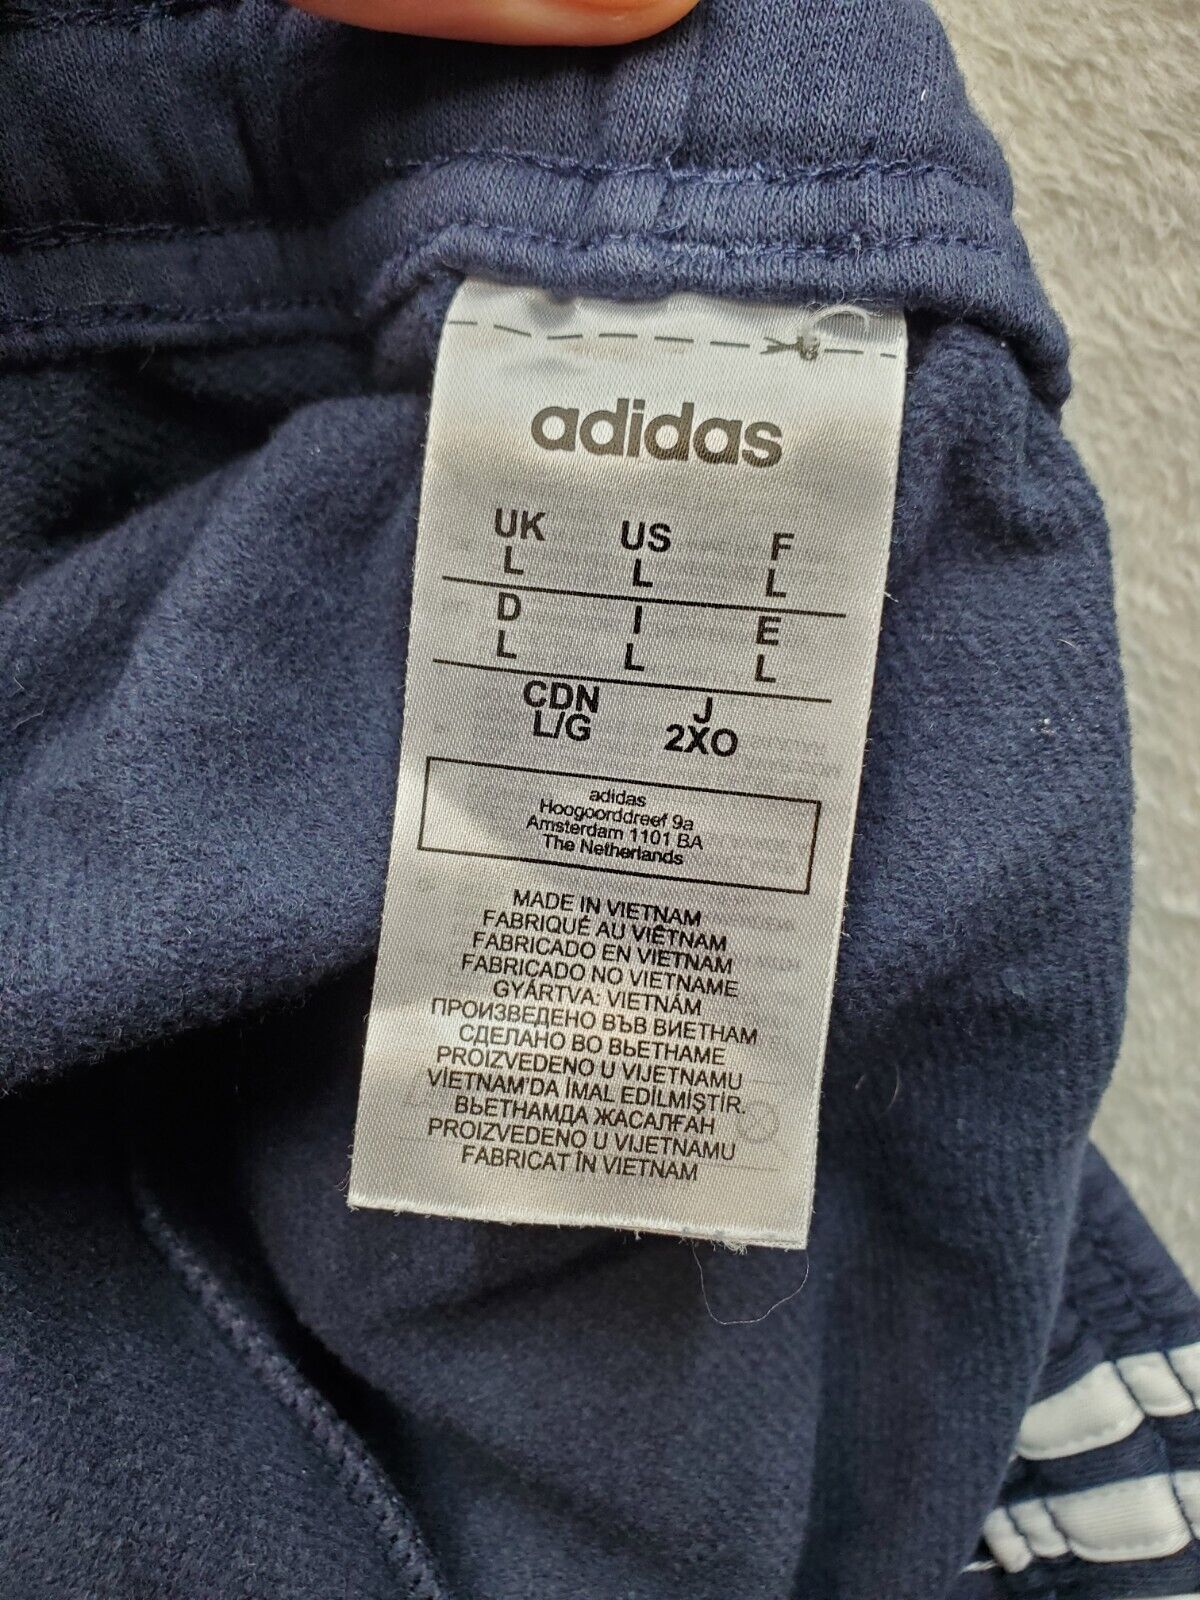 adidas
UK US F
L L L
D I E
L L L
CDN J
L/G 2XO
adidas
Hoogoorddreef 9a
Amsterdam 1101 BA
The Netherlands
MADE IN VIETNAM
FABRIQUÉ AU VIÊTNAM
FABRICADO EN VIETNAM
FABRICADO NO VIETNAME
GYÁRTVA: VIETNÁM
ПРОИЗВЕДЕНО ВЪВ ВИЕТНАМ
СДЕЛАНО ВО ВЬЕТНАМЕ
PROIZVEDENO U VIJETNAMU
VİETNAM'DA İMAL EDİLMİŞTİR.
ВЬЕТНАМДА ЖАСАЛҒАН
PROIZVEDENO U VIJETNAMU
FABRICAT ÎN VIETNAM